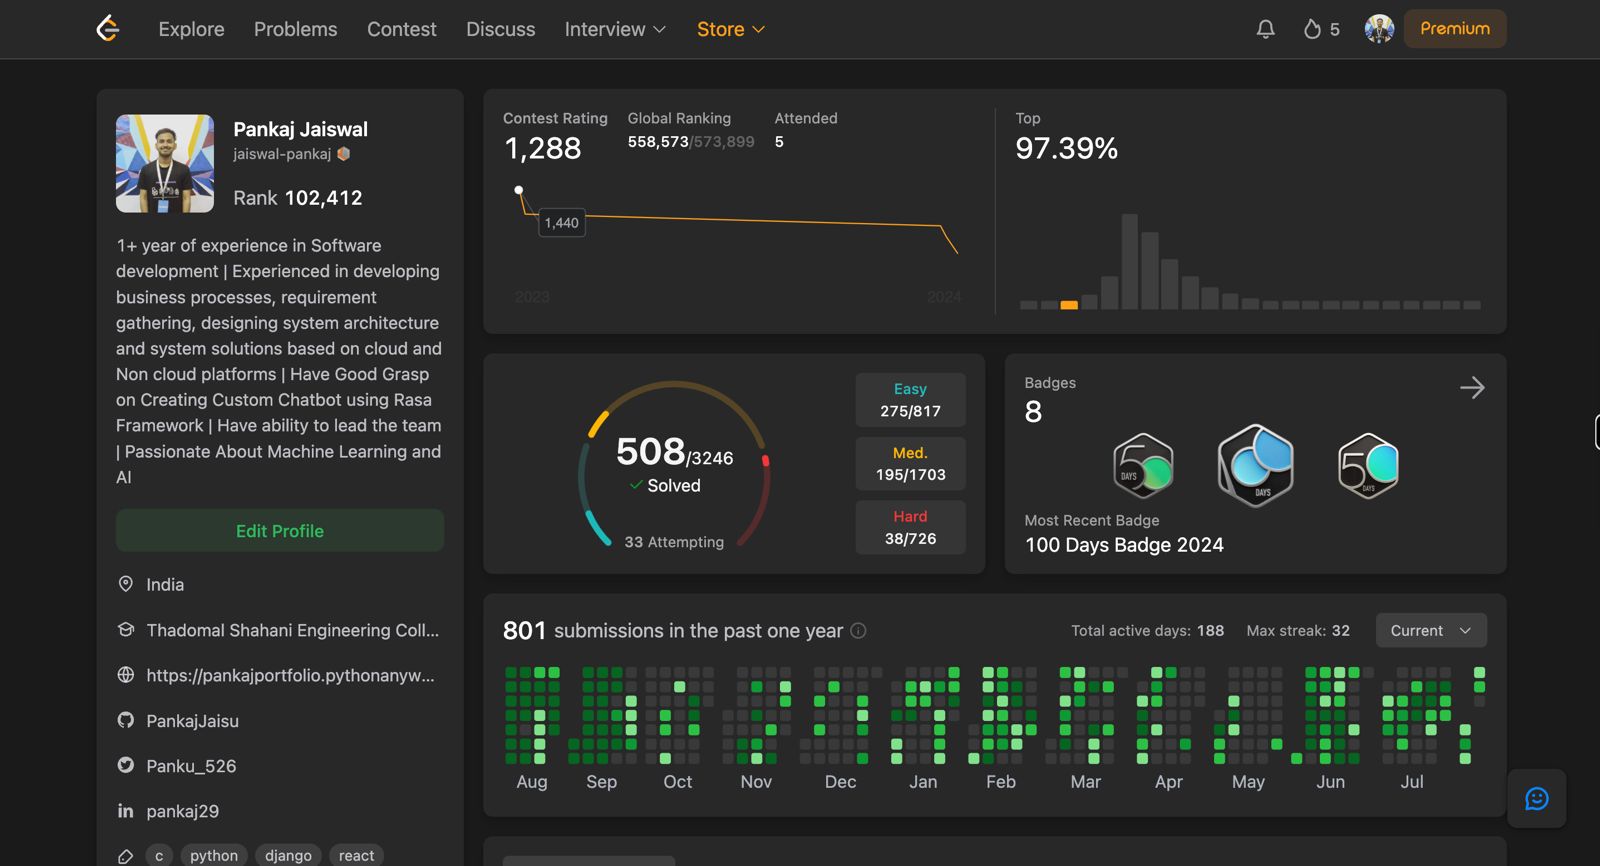 Explore Problems Contest Discuss Interview Store
5
Premium
Pankaj Jaiswal
jaiswal-pankaj
Rank 102,412
1+ year of experience in Software
development | Experienced in developing
business processes, requirement
gathering, designing system architecture
and system solutions based on cloud and
Non cloud platforms | Have Good Grasp
on Creating Custom Chatbot using Rasa
Framework | Have ability to lead the team
| Passionate About Machine Learning and
AI
Edit Profile
India
Thadomal Shahani Engineering Coll...
https://pankajportfolio.pythonanyw...
PankajJaisu
Panku_526
in pankaj29
c python django react
Contest Rating
1,288
Global Ranking
558,573/573,899
Attended
5
1,440
2023 2024
Top
97.39%
508/3246
Solved
33 Attempting
Easy
275/817
Med.
195/1703
Hard
38/726
Badges
8
50 DAYS
DAYS
50 DAYS
Most Recent Badge
100 Days Badge 2024
801 submissions in the past one year
Total active days: 188 Max streak: 32
Current
Aug Sep Oct Nov Dec Jan Feb Mar Apr May Jun Jul